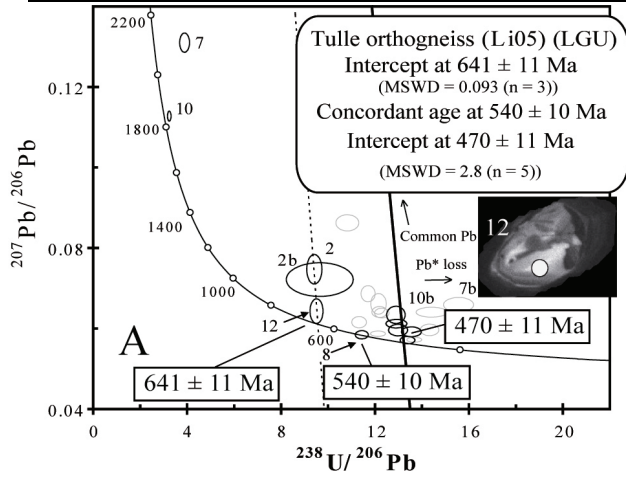 2200
7
0.12
10
1800
1400
0.08
1000
0.04
207Pb/206Pb
Tulle orthogneiss (Li05) (LGU)
Intercept at 641 ± 11 Ma
(MSWD = 0.093 (n = 3))
Concordant age at 540 ± 10 Ma
Intercept at 470 ± 11 Ma
(MSWD = 2.8 (n = 5))
12
Common Pb
Pb* loss
2
2b
10b
7b
12
600
8
A
470 ± 11 Ma
641 ± 11 Ma
540 ± 10 Ma
0
4
8
12
16
20
238U/206Pb